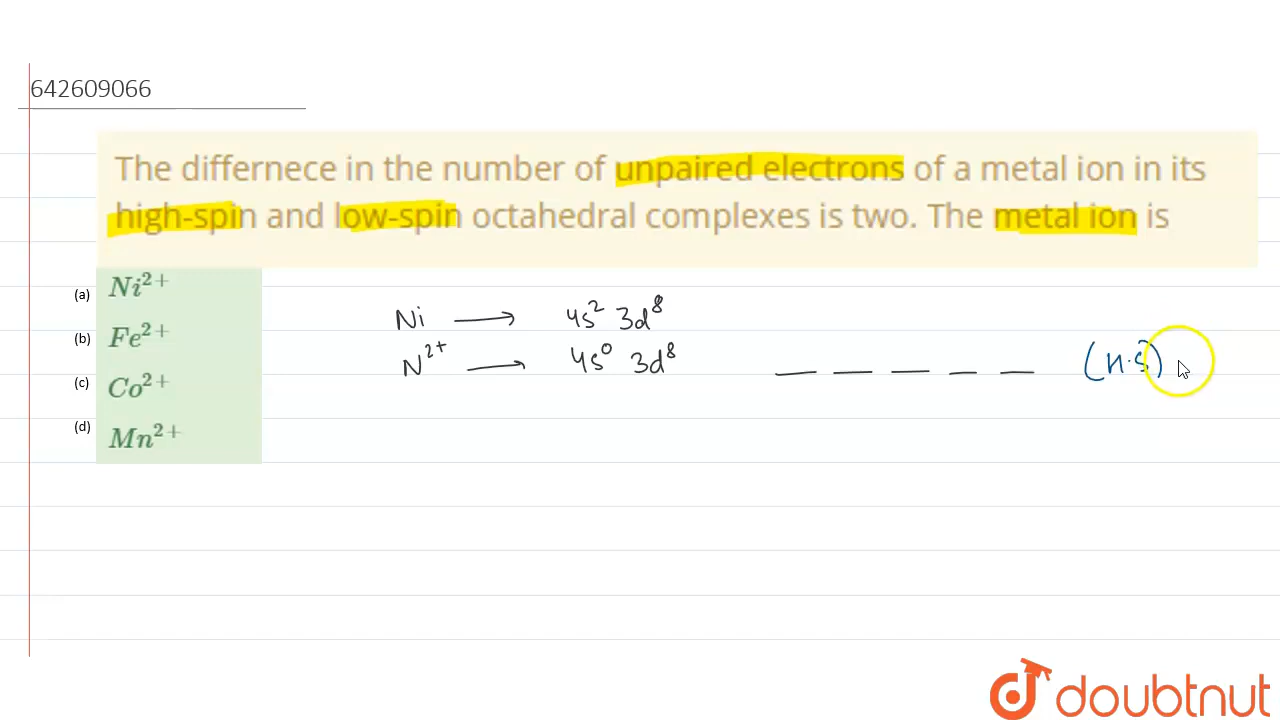 642609066
The differnece in the number of unpaired electrons of a metal ion in its
high-spin and low-spin octahedral complexes is two. The metal ion is
(a) Ni²⁺
(b) Fe²⁺
(c) Co²⁺
(d) Mn²⁺
Ni → 4s² 3d⁸
N²⁺ → 4s⁰ 3d⁸ (H.S)
doubtnut